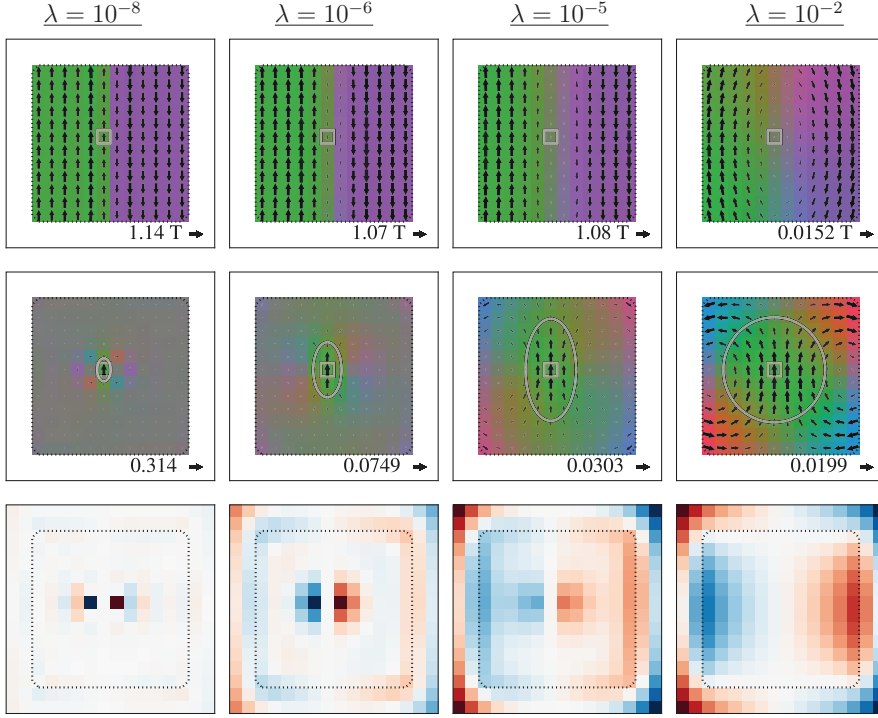 λ = 10⁻⁸ λ = 10⁻⁶ λ = 10⁻⁵ λ = 10⁻²
1.14 T 1.07 T 1.08 T 0.0152 T
0.314 0.0749 0.0303 0.0199